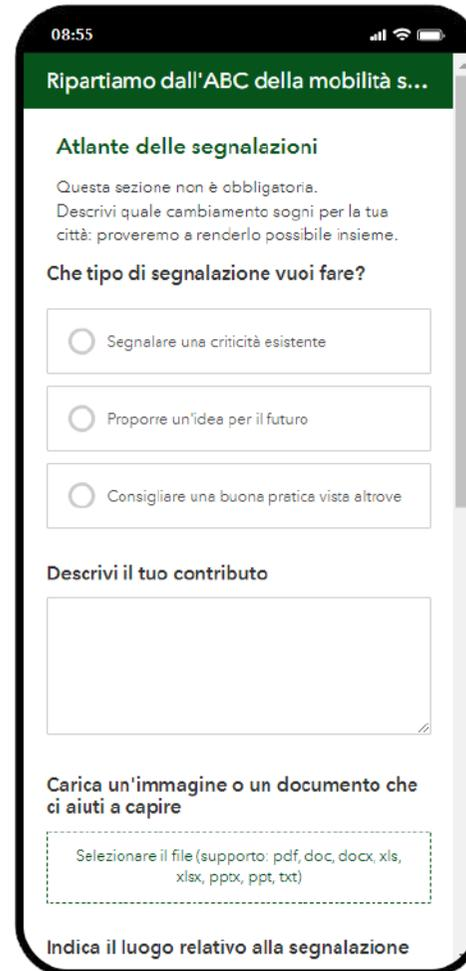 08:55
Ripartiamo dall'ABC della mobilità s...
Atlante delle segnalazioni
Questa sezione non è obbligatoria.
Descrivi quale cambiamento sogni per la tua
città: proveremo a renderlo possibile insieme.
Che tipo di segnalazione vuoi fare?
Segnalare una criticità esistente
Proporre un'idea per il futuro
Consigliare una buona pratica vista altrove
Descrivi il tuo contributo
Carica un'immagine o un documento che
ci aiuti a capire
Selezionare il file (supporto: pdf, doc, docx, xls,
xlsx, pptx, ppt, txt)
Indica il luogo relativo alla segnalazione